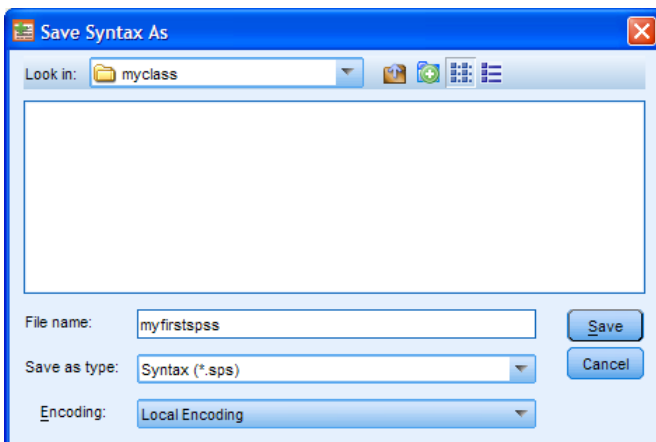 Save Syntax As
Look in: myclass
File name: myfirstspss
Save
Save as type: Syntax (*.sps)
Cancel
Encoding: Local Encoding